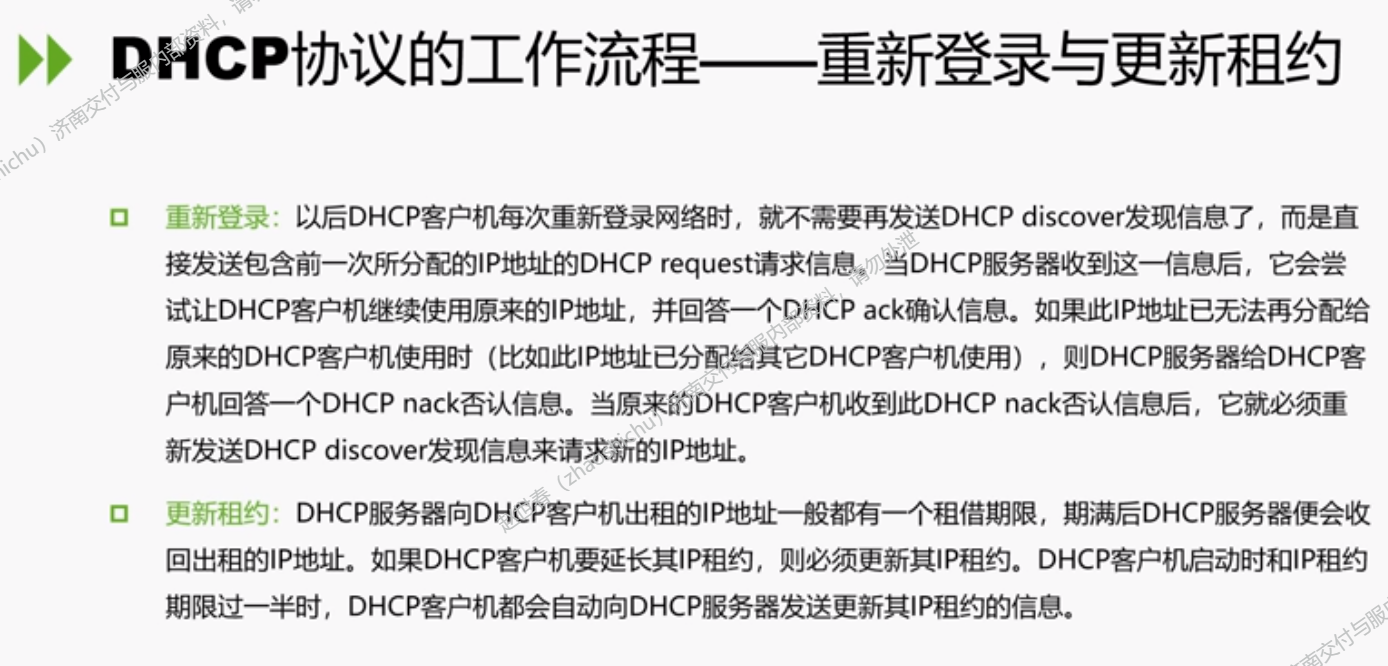 DHCP协议的工作流程——重新登录与更新租约
重新登录：以后DHCP客户机每次重新登录网络时，就不需要再发送DHCP discover发现信息了，而是直
接发送包含前一次所分配的IP地址的DHCP request请求信息。当DHCP服务器收到这一信息后，它会尝
试让DHCP客户机继续使用原来的IP地址，并回答一个DHCP ack确认信息。如果此IP地址已无法再分配给
原来的DHCP客户机使用时（比如此IP地址已分配给其它DHCP客户机使用），则DHCP服务器给DHCP客
户机回答一个DHCP nack否认信息。当原来的DHCP客户机收到此DHCP nack否认信息后，它就必须重
新发送DHCP discover发现信息来请求新的IP地址。
更新租约：DHCP服务器向DHCP客户机出租的IP地址一般都有一个租借期限，期满后DHCP服务器便会收
回出租的IP地址。如果DHCP客户机要延长其IP租约，则必须更新其IP租约。DHCP客户机启动时和IP租约
期限过一半时，DHCP客户机都会自动向DHCP服务器发送更新其IP租约的信息。
ichu）济南交付与服内部资料，请
济南交付与服内部资料，请勿外泄
济南交付与服